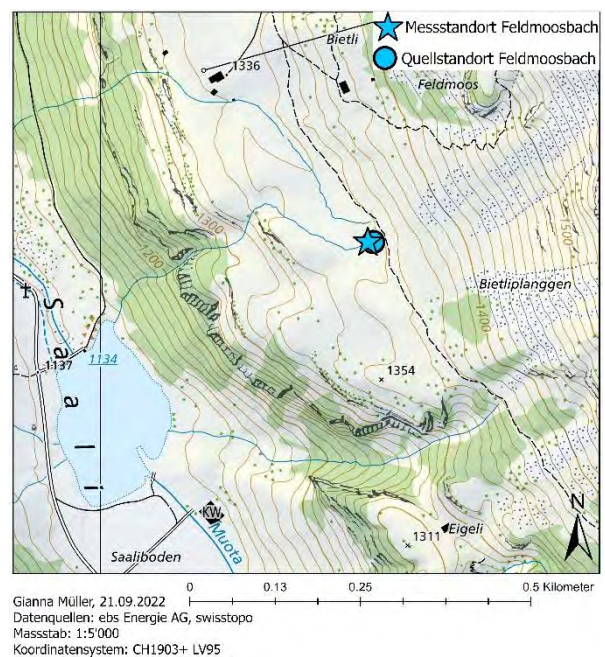 Messstandort Feldmoosbach
Quellstandort Feldmoosbach
Bietli
1336
Feldmoos
1300
1200
1500
Bietliplanggen
1400
1134
1137
Saali
1354
KW
Muota
Saaliboden
1311
Eigeli
N
0 0.13 0.25 0.5 Kilometer
Gianna Müller, 21.09.2022
Datenquellen: ebs Energie AG, swisstopo
Massstab: 1:5'000
Koordinatensystem: CH1903+ LV95